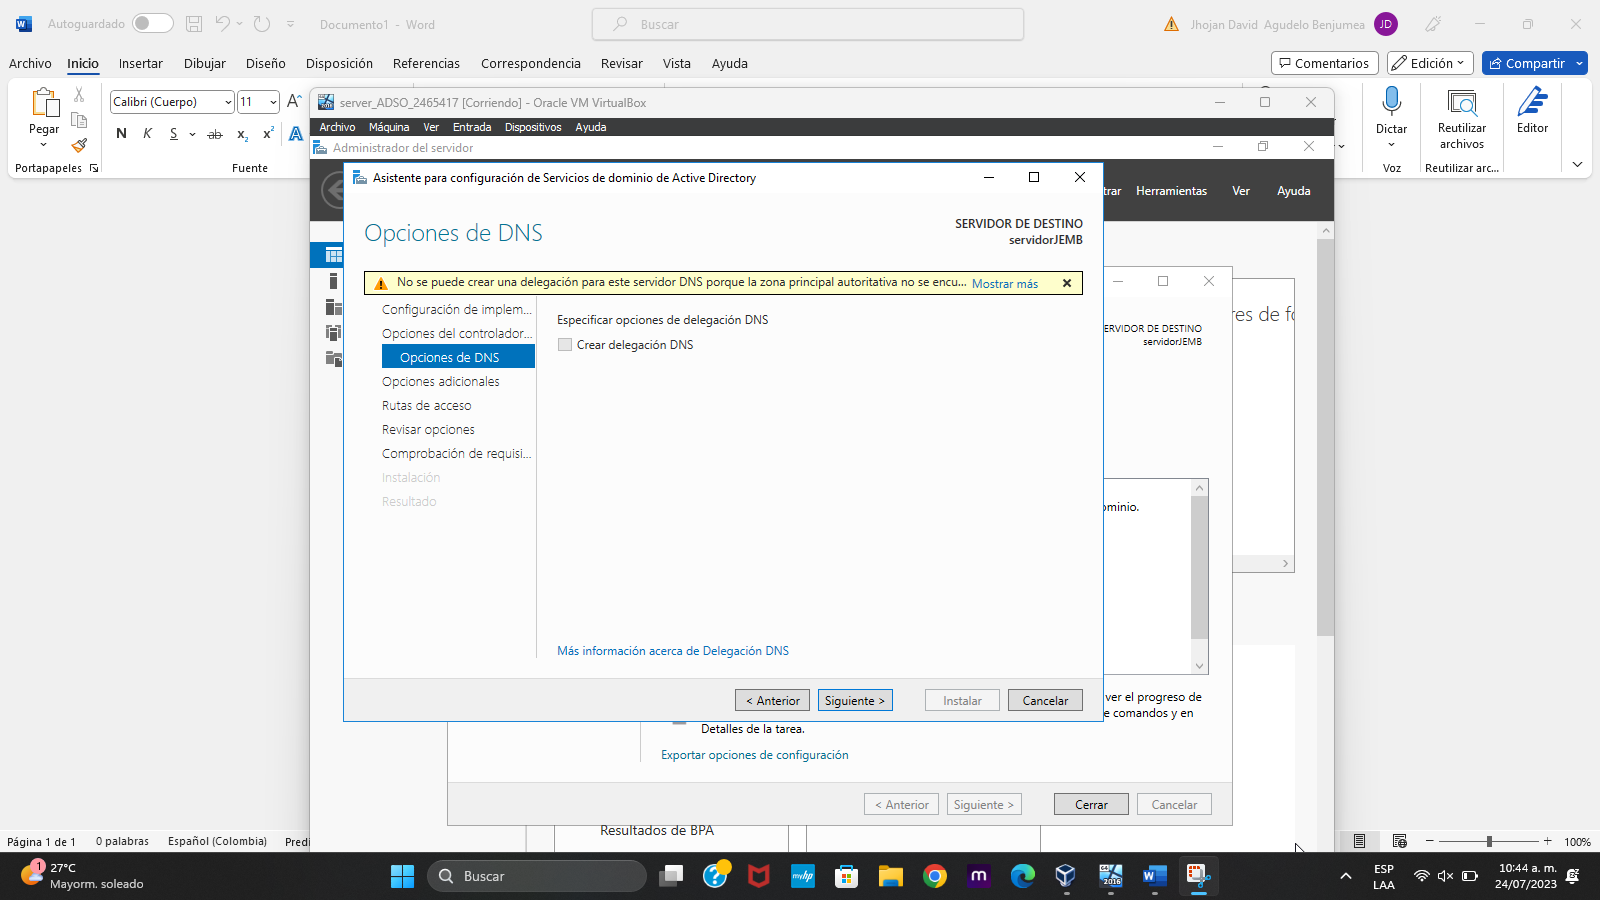 Autoguardado
Documento1 - Word
Buscar
Jhojan David Agudelo Benjumea
JD
Archivo
Inicio
Insertar
Dibujar
Diseño
Disposición
Referencias
Correspondencia
Revisar
Vista
Ayuda
Comentarios
Edición
Compartir
Pegar
Portapapeles
Calibri (Cuerpo)
11
N K S ab x₂ x² A
Fuente
Dictar
Voz
Reutilizar
archivos
Reutilizar arc...
Editor
server_ADSO_2465417 [Corriendo] - Oracle VM VirtualBox
Archivo Máquina Ver Entrada Dispositivos Ayuda
Administrador del servidor
trar Herramientas Ver Ayuda
Asistente para configuración de Servicios de dominio de Active Directory
Opciones de DNS
SERVIDOR DE DESTINO
servidorJEMB
No se puede crear una delegación para este servidor DNS porque la zona principal autoritativa no se encu... Mostrar más
Configuración de implem...
Opciones del controlador...
Opciones de DNS
Opciones adicionales
Rutas de acceso
Revisar opciones
Comprobación de requisi...
Instalación
Resultado
Especificar opciones de delegación DNS
Crear delegación DNS
Más información acerca de Delegación DNS
< Anterior
Siguiente >
Instalar
Cancelar
res de fo
ERVIDOR DE DESTINO
servidorJEMB
ominio.
ver el progreso de
e comandos y en
Detalles de la tarea.
Exportar opciones de configuración
< Anterior
Siguiente >
Cerrar
Cancelar
Resultados de BPA
Página 1 de 1
0 palabras
Español (Colombia)
Predi
100%
1
27°C
Mayorm. soleado
Buscar
myhp
2016
ESP
LAA
10:44 a. m.
24/07/2023